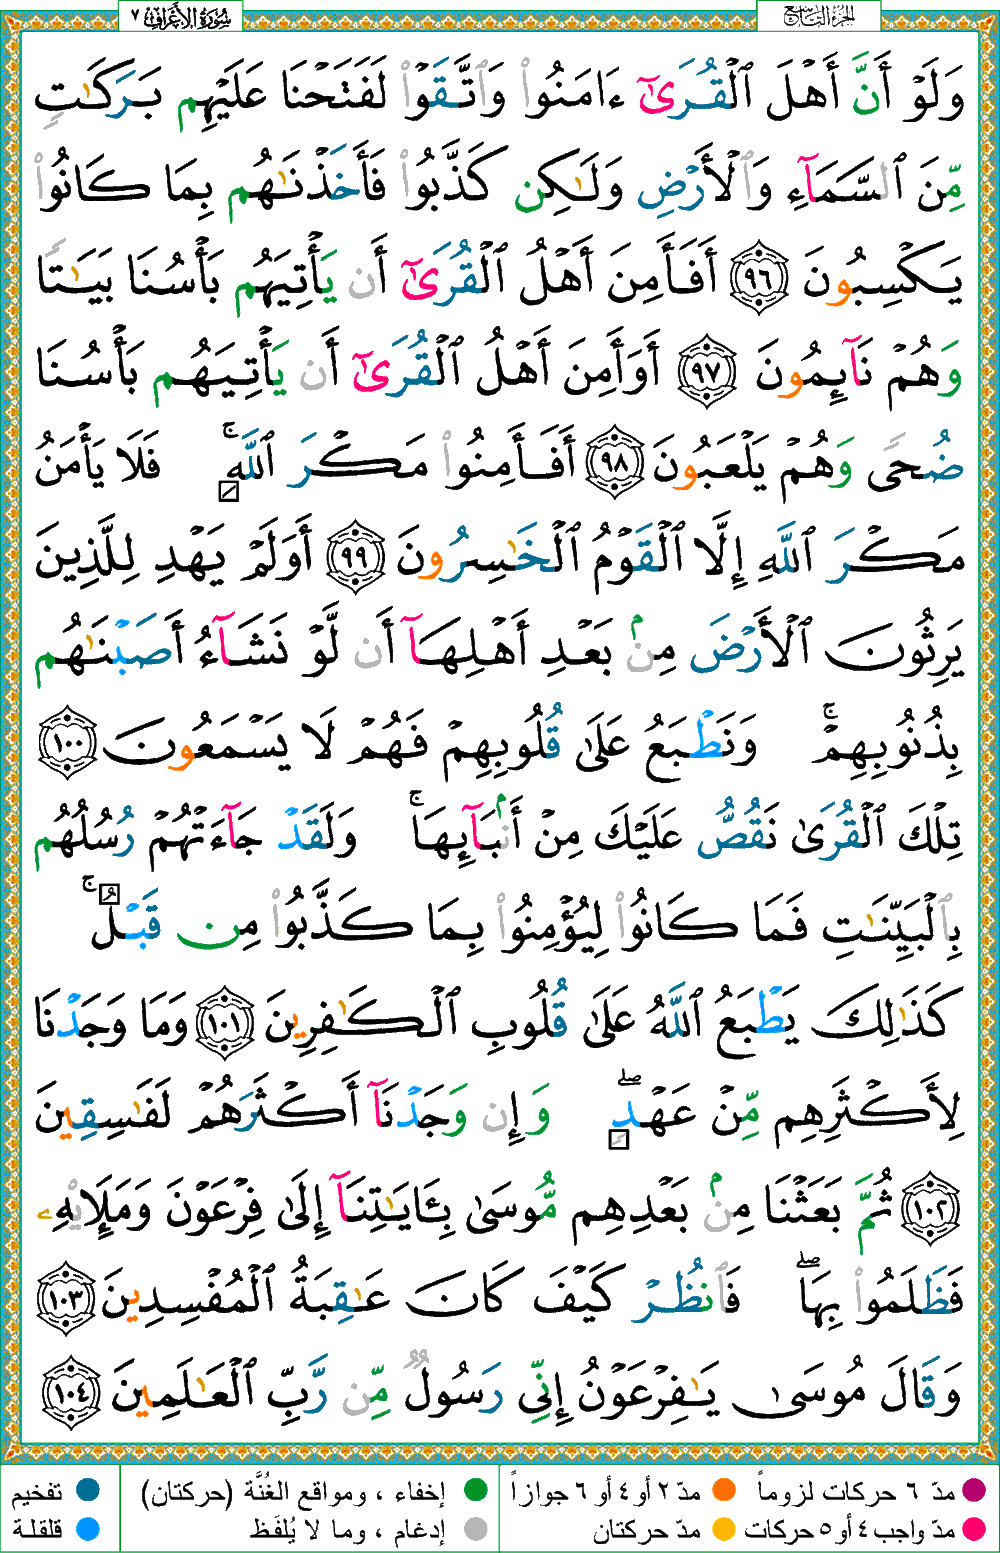 سُورَةُ الأَعْرَافِ ٧
الجزء التاسع
وَلَوْ أَنَّ أَهْلَ ٱلْقُرَىٰٓ ءَامَنُوا۟ وَٱتَّقَوْا۟ لَفَتَحْنَا عَلَيْهِم بَرَكَـٰتٍ
مِّنَ ٱلسَّمَآءِ وَٱلْأَرْضِ وَلَـٰكِن كَذَّبُوا۟ فَأَخَذْنَـٰهُم بِمَا كَانُوا۟
يَكْسِبُونَ ٩٦ أَفَأَمِنَ أَهْلُ ٱلْقُرَىٰٓ أَن يَأْتِيَهُم بَأْسُنَا بَيَـٰتًا
وَهُمْ نَآئِمُونَ ٩٧ أَوَأَمِنَ أَهْلُ ٱلْقُرَىٰٓ أَن يَأْتِيَهُم بَأْسُنَا
ضُحًى وَهُمْ يَلْعَبُونَ ٩٨ أَفَأَمِنُوا۟ مَكْرَ ٱللَّهِ ۚ فَلَا يَأْمَنُ
مَكْرَ ٱللَّهِ إِلَّا ٱلْقَوْمُ ٱلْخَـٰسِرُونَ ٩٩ أَوَلَمْ يَهْدِ لِلَّذِينَ
يَرِثُونَ ٱلْأَرْضَ مِنۢ بَعْدِ أَهْلِهَآ أَن لَّوْ نَشَآءُ أَصَبْنَـٰهُم
بِذُنُوبِهِمْ ۚ وَنَطْبَعُ عَلَىٰ قُلُوبِهِمْ فَهُمْ لَا يَسْمَعُونَ ١٠٠
تِلْكَ ٱلْقُرَىٰ نَقُصُّ عَلَيْكَ مِنْ أَنۢبَآئِهَا ۚ وَلَقَدْ جَآءَتْهُمْ رُسُلُهُم
بِٱلْبَيِّنَـٰتِ فَمَا كَانُوا۟ لِيُؤْمِنُوا۟ بِمَا كَذَّبُوا۟ مِن قَبْلُ ۚ
كَذَٰلِكَ يَطْبَعُ ٱللَّهُ عَلَىٰ قُلُوبِ ٱلْكَـٰفِرِينَ ١٠١ وَمَا وَجَدْنَا
لِأَكْثَرِهِم مِّنْ عَهْدٍ ۖ وَإِن وَجَدْنَآ أَكْثَرَهُمْ لَفَـٰسِقِينَ
١٠٢ ثُمَّ بَعَثْنَا مِنۢ بَعْدِهِم مُّوسَىٰ بِـَٔايَـٰتِنَآ إِلَىٰ فِرْعَوْنَ وَمَلَإِي۟هِۦ
فَظَلَمُوا۟ بِهَا ۖ فَٱنظُرْ كَيْفَ كَانَ عَـٰقِبَةُ ٱلْمُفْسِدِينَ ١٠٣
وَقَالَ مُوسَىٰ يَـٰفِرْعَوْنُ إِنِّى رَسُولٌ مِّن رَّبِّ ٱلْعَـٰلَمِينَ ١٠٤
مدّ ٦ حركات لزوماً مدّ ٢ أو ٤ أو ٦ جوازاً إخفاء ، ومواقع الغُنَّة (حركتان) تفخيم
مدّ واجب ٤ أو ٥ حركات مدّ حركتان إدغام ، وما لا يُلفَظ قلقلة